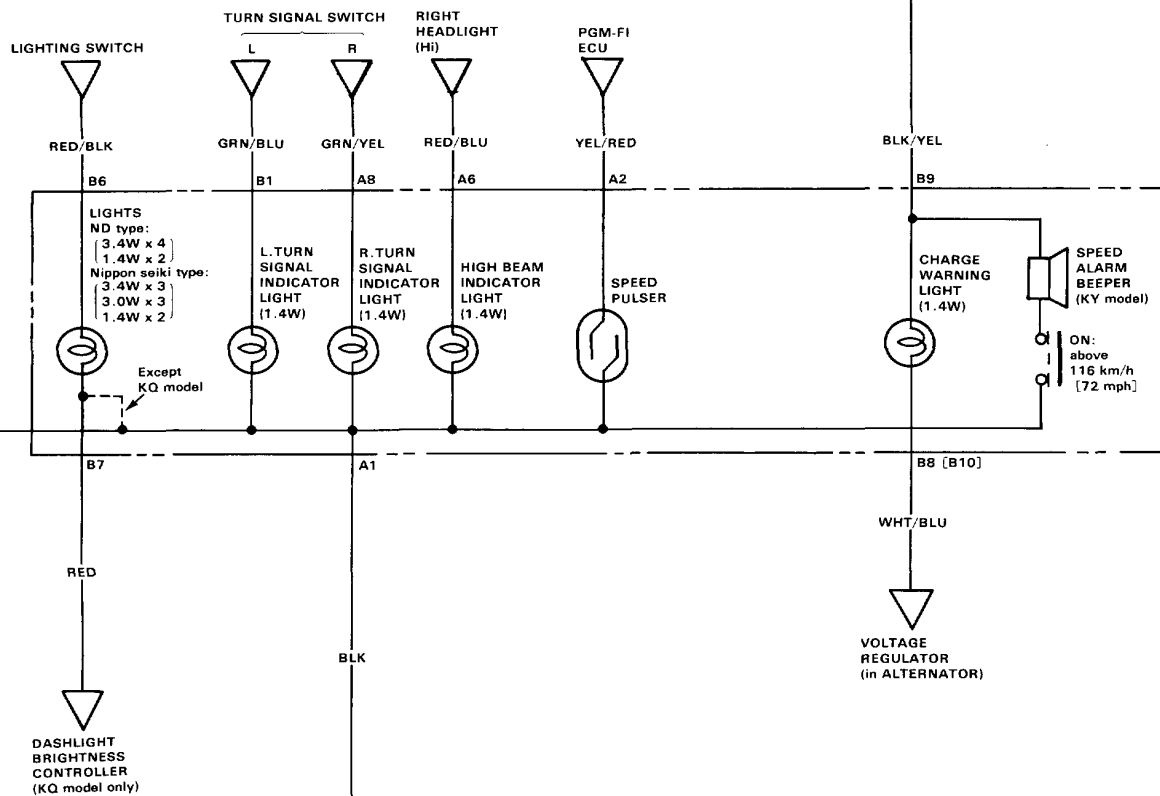 LIGHTING SWITCH
TURN SIGNAL SWITCH
L
R
RIGHT
HEADLIGHT
(Hi)
PGM-FI
ECU
RED/BLK
GRN/BLU
GRN/YEL
RED/BLU
YEL/RED
BLK/YEL
B6
B1
A8
A6
A2
B9
LIGHTS
ND type:
3.4W x 4
1.4W x 2
Nippon seiki type:
3.4W x 3
3.0W x 3
1.4W x 2
L.TURN
SIGNAL
INDICATOR
LIGHT
(1.4W)
R.TURN
SIGNAL
INDICATOR
LIGHT
(1.4W)
HIGH BEAM
INDICATOR
LIGHT
(1.4W)
SPEED
PULSER
CHARGE
WARNING
LIGHT
(1.4W)
SPEED
ALARM
BEEPER
(KY model)
ON:
above
116 km/h
[72 mph]
Except
KQ model
B7
A1
B8 [B10]
RED
BLK
WHT/BLU
DASHLIGHT
BRIGHTNESS
CONTROLLER
(KQ model only)
VOLTAGE
REGULATOR
(in ALTERNATOR)